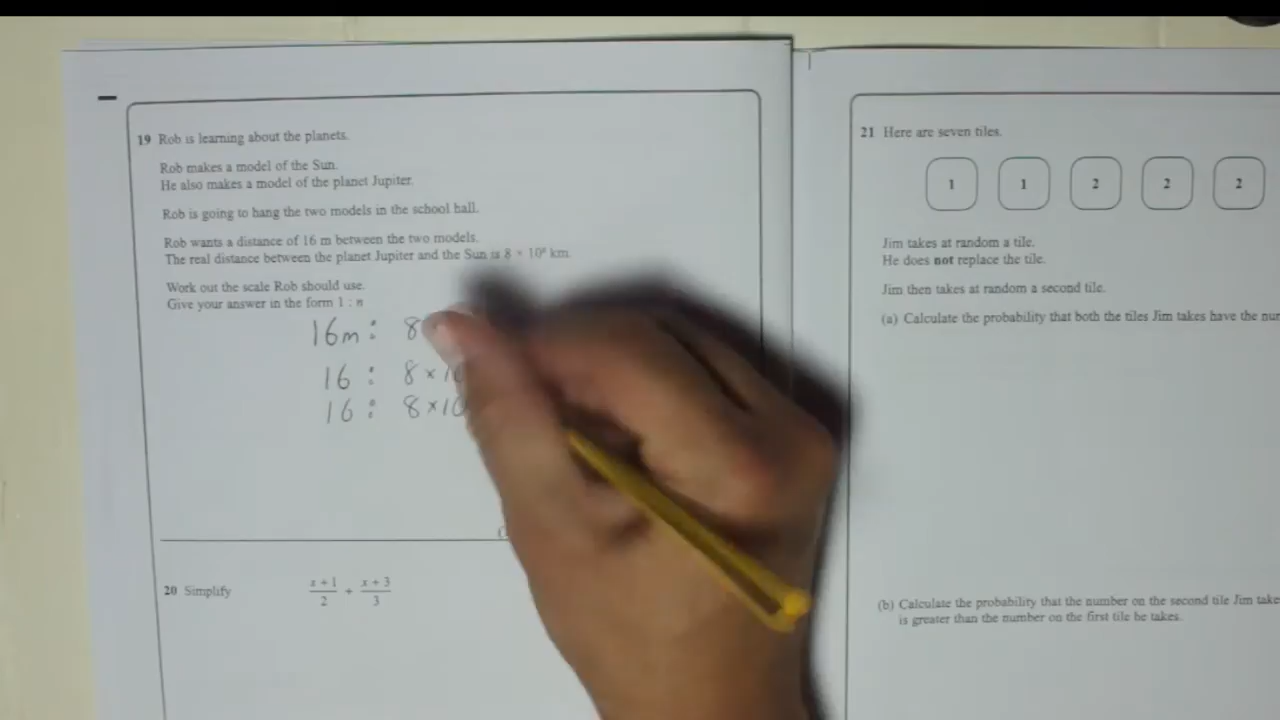 19 Rob is learning about the planets.
Rob makes a model of the Sun.
He also makes a model of the planet Jupiter.
Rob is going to hang the two models in the school hall.
Rob wants a distance of 16 m between the two models.
The real distance between the planet Jupiter and the Sun is 8 × 10⁸ km.
Work out the scale Rob should use.
Give your answer in the form 1 : n
16m : 8
16 : 8 × 10
16 : 8 × 10
20 Simplify x + 1 / 2 + x + 3 / 3
21 Here are seven tiles.
1 1 2 2 2
Jim takes at random a tile.
He does not replace the tile.
Jim then takes at random a second tile.
(a) Calculate the probability that both the tiles Jim takes have the
(b) Calculate the probability that the number on the second tile Jim
is greater than the number on the first tile he takes.